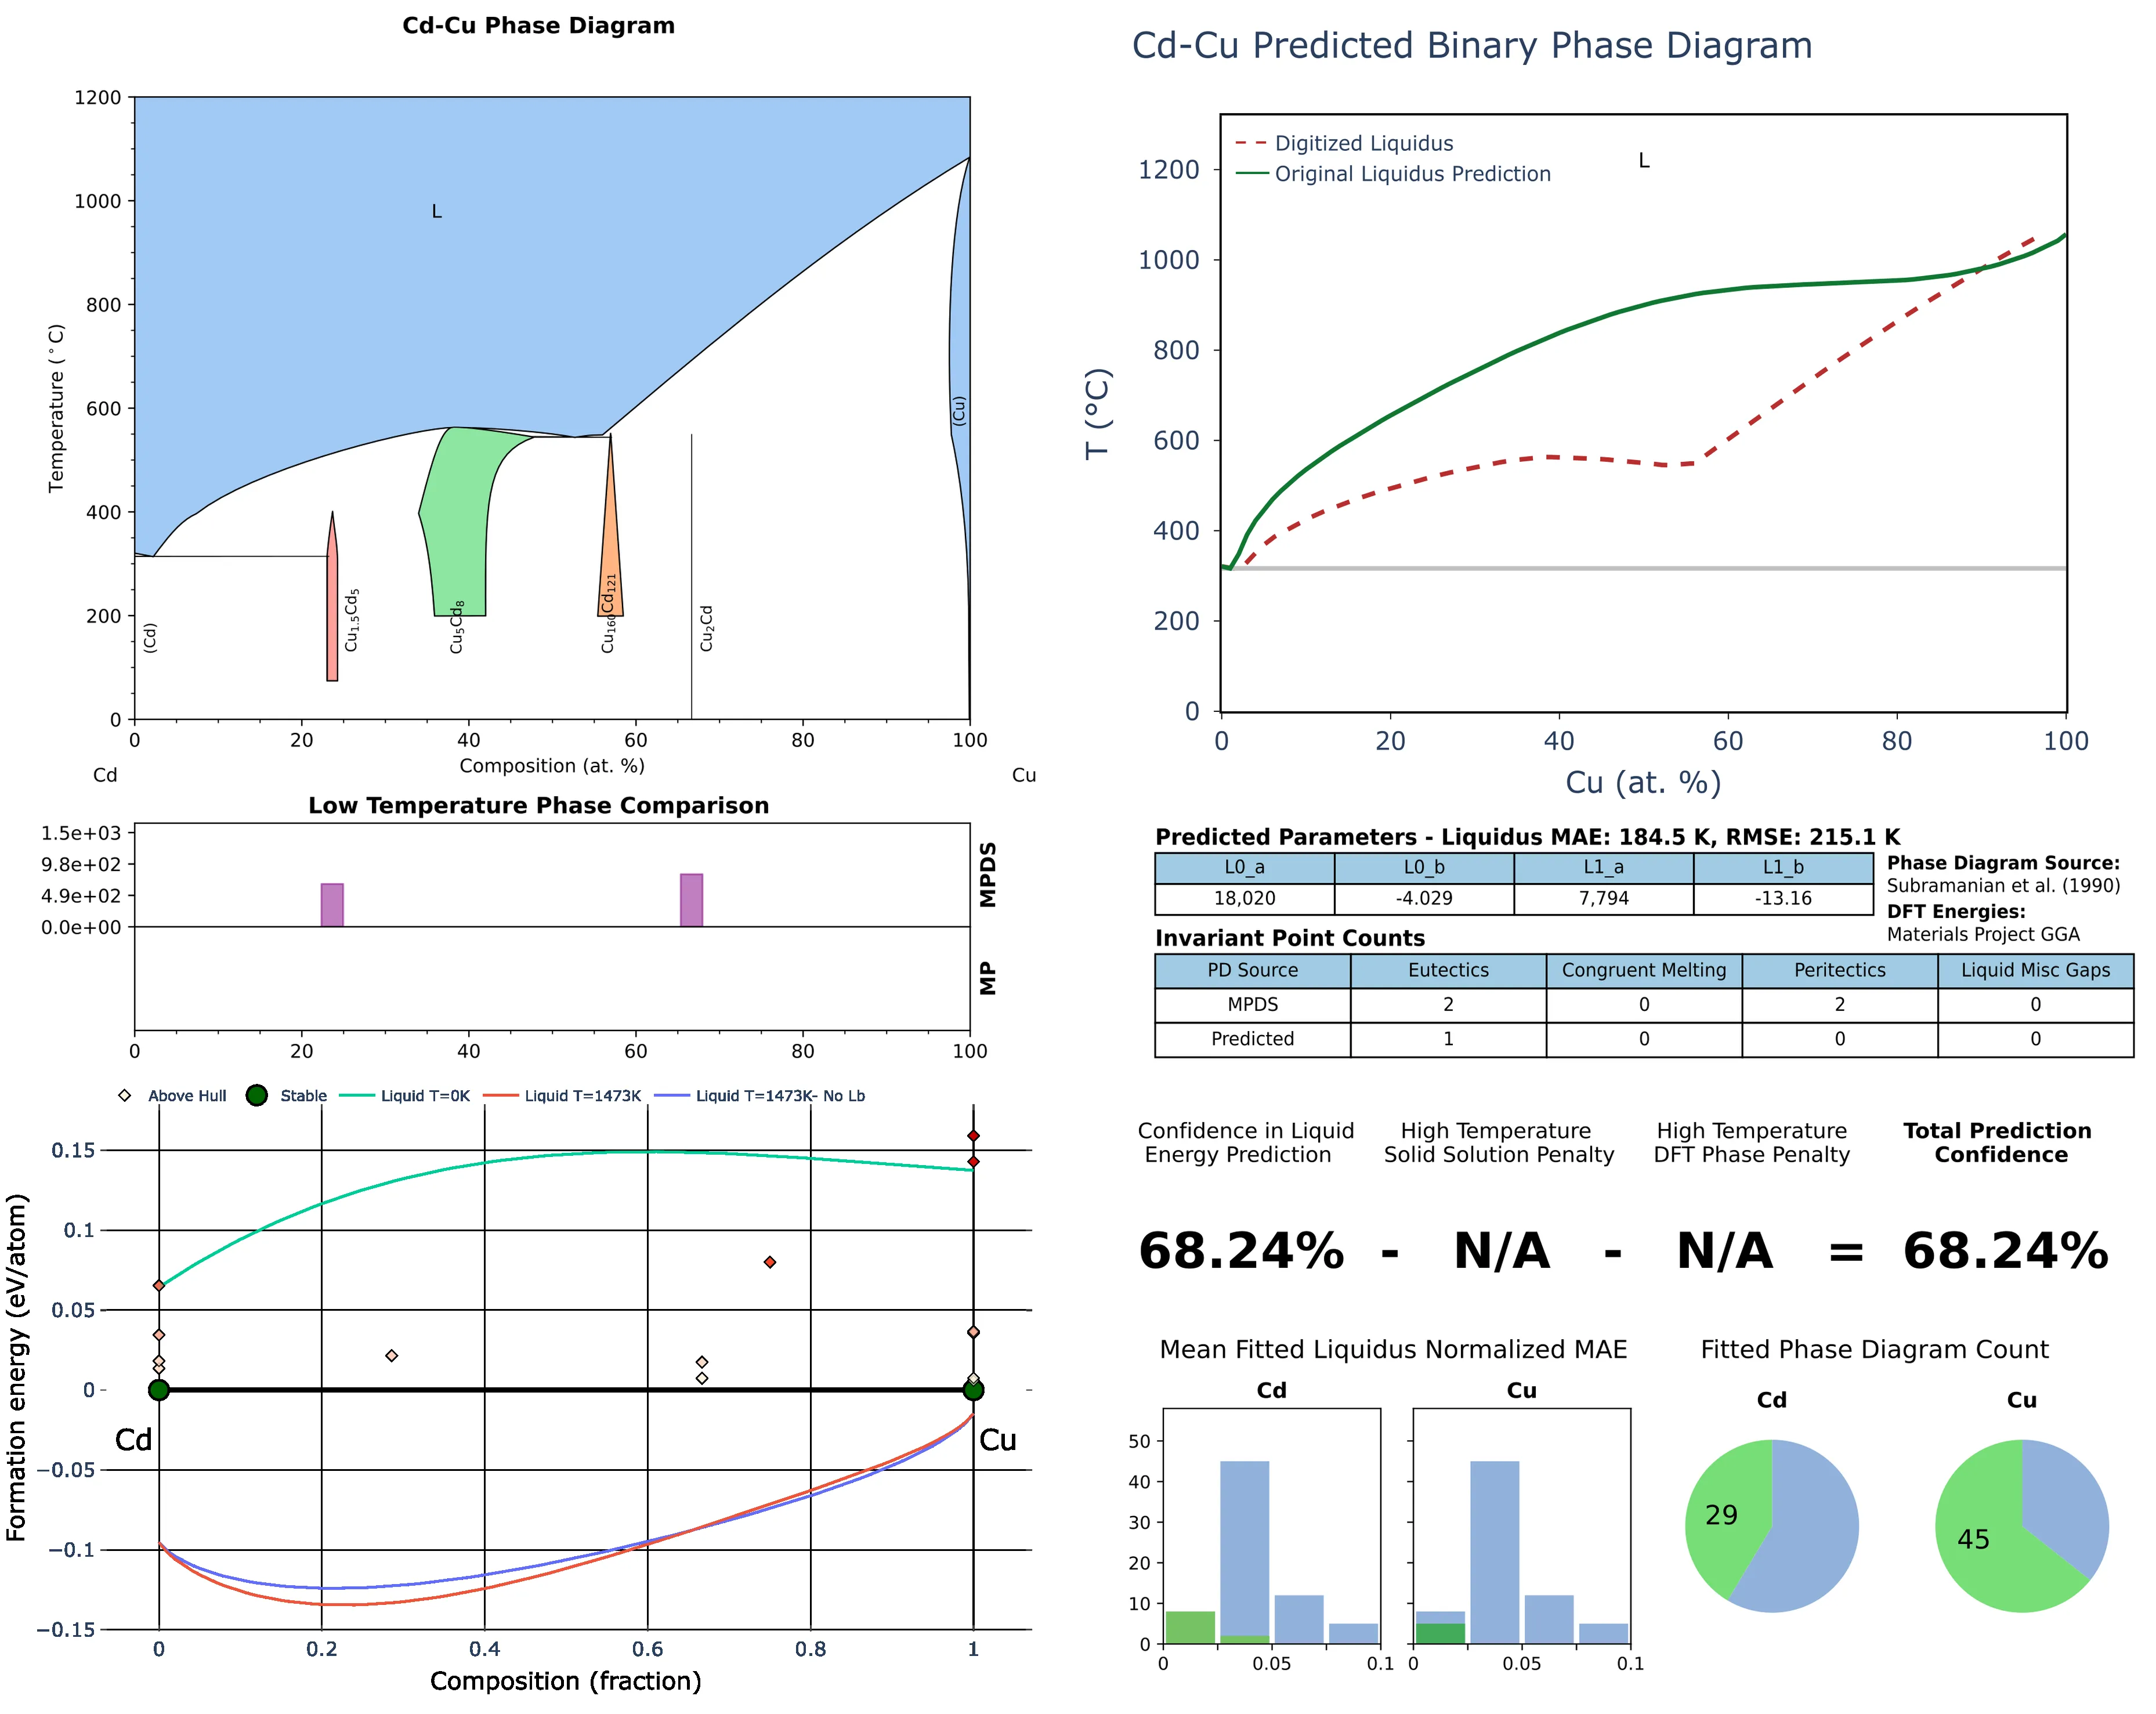 Cd-Cu Phase Diagram
1200
1000
800
600
400
200
0
Temperature (°C)
L
(Cd)
Cu1.5Cd5
Cu5Cd8
Cu2Cd
(Cu)
0 20 40 60 80 100
Composition (at. %)
Cd Cu
Low Temperature Phase Comparison
1.5e+03
9.8e+02
4.9e+02
0.0e+00
MPDS
MP
0 20 40 60 80 100
Above Hull Stable Liquid T=0K Liquid T=1473K Liquid T=1473K- No Lb
0.15
0.1
0.05
0
−0.05
−0.1
−0.15
Formation energy (eV/atom)
Cd Cu
0 0.2 0.4 0.6 0.8 1
Composition (fraction)
Cd-Cu Predicted Binary Phase Diagram
Digitized Liquidus
Original Liquidus Prediction
L
1200
1000
800
600
400
200
0
T (°C)
0 20 40 60 80 100
Cu (at. %)
Predicted Parameters - Liquidus MAE: 184.5 K, RMSE: 215.1 K
L0_a L0_b L1_a L1_b
18,020 -4.029 7,794 -13.16
Phase Diagram Source:
Subramanian et al. (1990)
DFT Energies:
Materials Project GGA
Invariant Point Counts
PD Source Eutectics Congruent Melting Peritectics Liquid Misc Gaps
MPDS 2 0 2 0
Predicted 1 0 0 0
Confidence in Liquid Energy Prediction
High Temperature Solid Solution Penalty
High Temperature DFT Phase Penalty
Total Prediction Confidence
68.24% - N/A - N/A = 68.24%
Mean Fitted Liquidus Normalized MAE
Cd Cu
50
40
30
20
10
0
0 0.05 0.1 0 0.05 0.1
Fitted Phase Diagram Count
Cd Cu
29 45